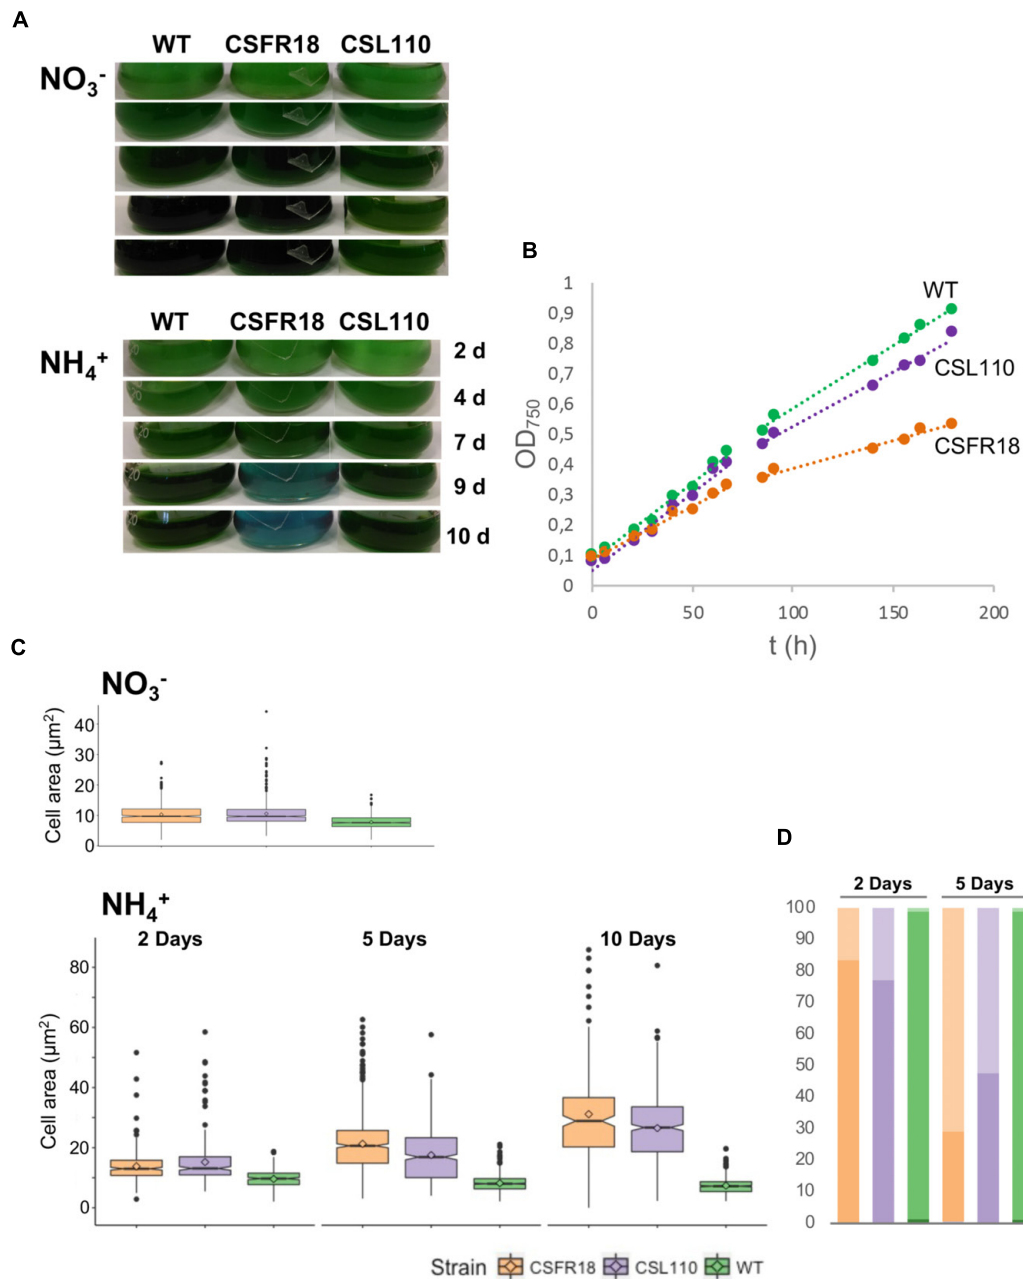 A
WT CSFR18 CSL110
NO3-
WT CSFR18 CSL110
NH4+
2 d
4 d
7 d
9 d
10 d
B
1
0,9
0,8
0,7
0,6
0,5
0,4
0,3
0,2
0,1
0
OD750
WT
CSL110
CSFR18
0 50 100 150 200
t (h)
C
NO3-
Cell area (µm2)
40
30
20
10
0
NH4+
2 Days 5 Days 10 Days
Cell area (µm2)
80
60
40
20
0
Strain CSFR18 CSL110 WT
D
2 Days 5 Days
100
90
80
70
60
50
40
30
20
10
0